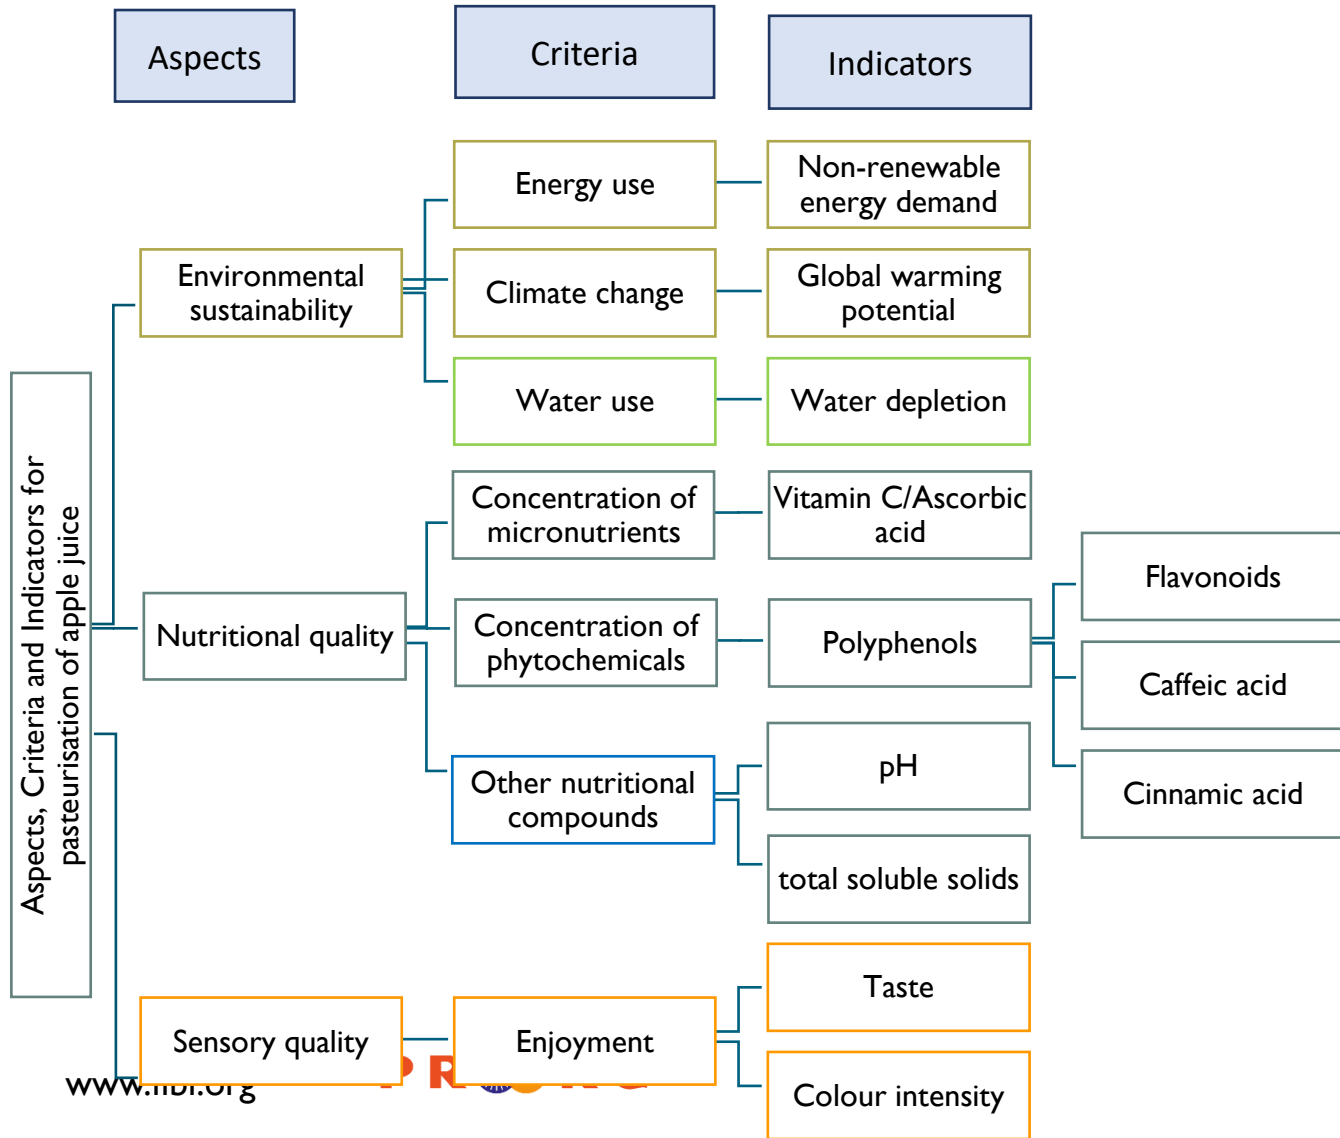 Aspects
Criteria
Indicators
Aspects, Criteria and Indicators for
pasteurisation of apple juice
Environmental
sustainability
Energy use
Non-renewable
energy demand
Climate change
Global warming
potential
Water use
Water depletion
Nutritional quality
Concentration of
micronutrients
Vitamin C/Ascorbic
acid
Concentration of
phytochemicals
Polyphenols
Flavonoids
Caffeic acid
Cinnamic acid
Other nutritional
compounds
pH
total soluble solids
Sensory quality
Enjoyment
Taste
Colour intensity
www.fibl.org